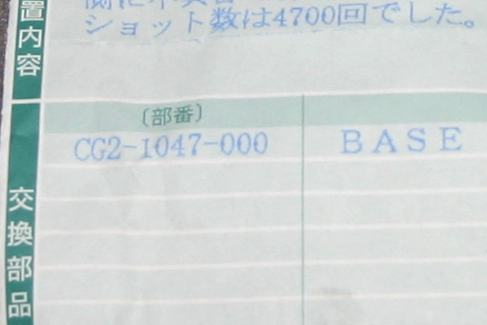 置内容
ショット数は4700回でした。
〔部番〕
CG2-1047-000 BASE
交換部品